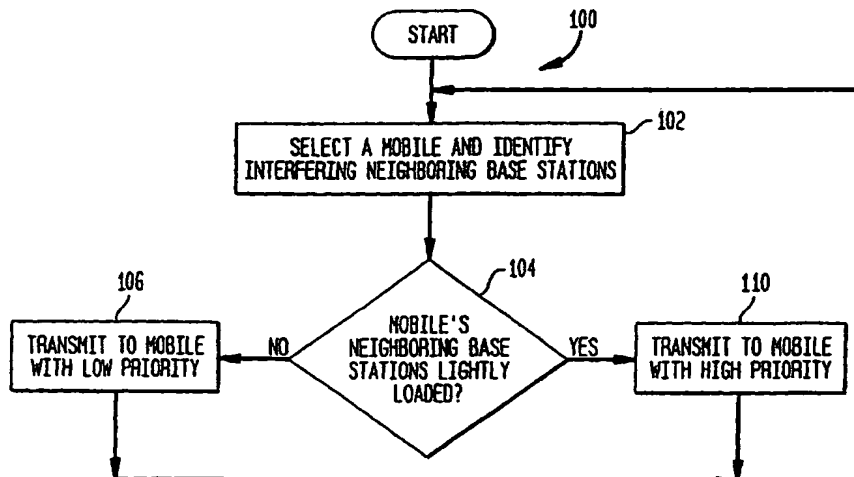 START
100
102
SELECT A MOBILE AND IDENTIFY
INTERFERING NEIGHBORING BASE STATIONS
104
106
110
MOBILE'S
NEIGHBORING BASE
STATIONS LIGHTLY
LOADED?
NO
YES
TRANSMIT TO MOBILE
WITH LOW PRIORITY
TRANSMIT TO MOBILE
WITH HIGH PRIORITY